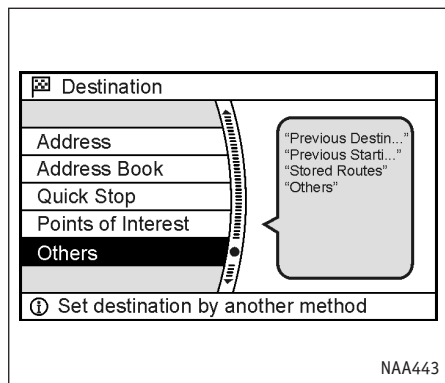 Destination
Address
Address Book
Quick Stop
Points of Interest
Others
“Previous Destin...”
“Previous Starti...”
“Stored Routes”
“Others”
Set destination by another method
NAA443